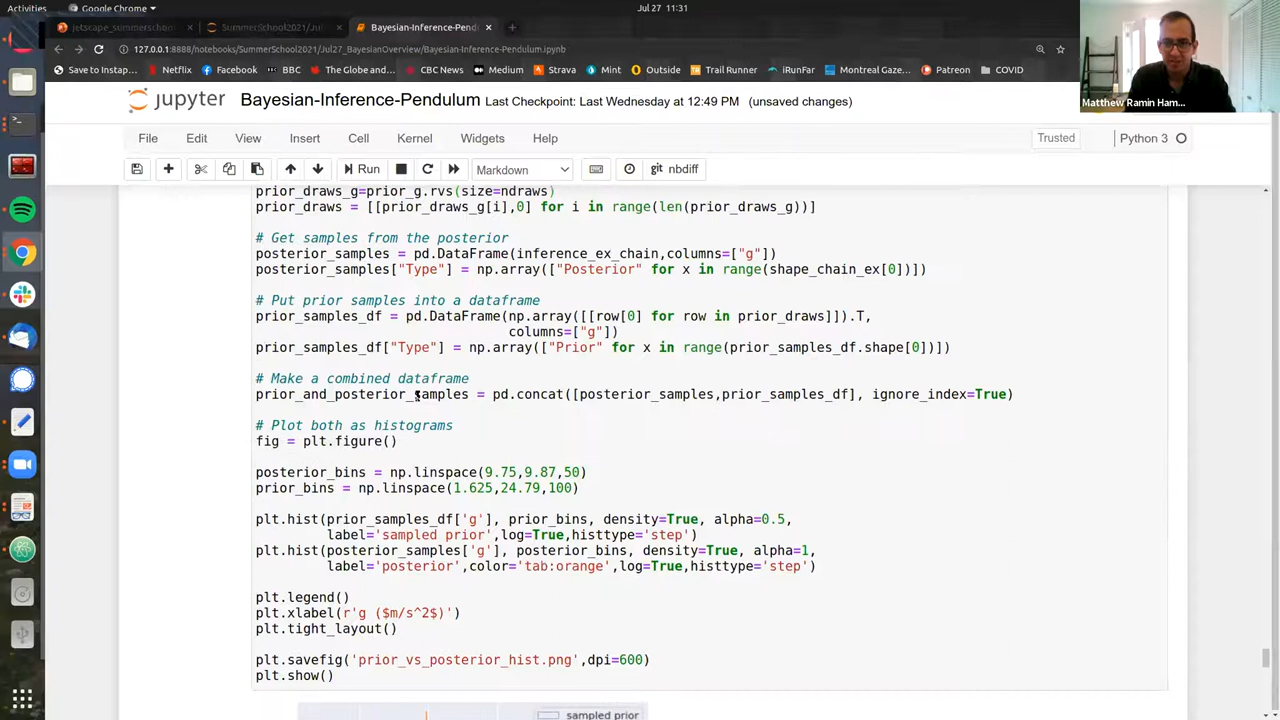 Activities
Google Chrome
Jul 27 11:31
jetscape_summerschool
SummerSchool2021/Jul
Bayesian-Inference-Pend
127.0.0.1:8888/notebooks/SummerSchool2021/Jul27_BayesianOverview/Bayesian-Inference-Pendulum.ipynb
Save to Instap... Netflix Facebook BBC The Globe and... CBC News Medium Strava Mint Outside Trail Runner iRunFar Montreal Gazet... Patreon COVID
Matthew Ramin Ham...
jupyter Bayesian-Inference-Pendulum Last Checkpoint: Last Wednesday at 12:49 PM (unsaved changes)
File Edit View Insert Cell Kernel Widgets Help Trusted Python 3
Run Markdown git nbdiff
prior_draws_g=prior_g.rvs(size=ndraws)
prior_draws = [[prior_draws_g[i],0] for i in range(len(prior_draws_g))]
# Get samples from the posterior
posterior_samples = pd.DataFrame(inference_ex_chain,columns=["g"])
posterior_samples["Type"] = np.array(["Posterior" for x in range(shape_chain_ex[0])])
# Put prior samples into a dataframe
prior_samples_df = pd.DataFrame(np.array([[row[0] for row in prior_draws]]).T,
columns=["g"])
prior_samples_df["Type"] = np.array(["Prior" for x in range(prior_samples_df.shape[0])])
# Make a combined dataframe
prior_and_posterior_samples = pd.concat([posterior_samples,prior_samples_df], ignore_index=True)
# Plot both as histograms
fig = plt.figure()
posterior_bins = np.linspace(9.75,9.87,50)
prior_bins = np.linspace(1.625,24.79,100)
plt.hist(prior_samples_df['g'], prior_bins, density=True, alpha=0.5,
label='sampled prior',log=True,histtype='step')
plt.hist(posterior_samples['g'], posterior_bins, density=True, alpha=1,
label='posterior',color='tab:orange',log=True,histtype='step')
plt.legend()
plt.xlabel(r'g ($m/s^2$)')
plt.tight_layout()
plt.savefig('prior_vs_posterior_hist.png',dpi=600)
plt.show()
sampled prior